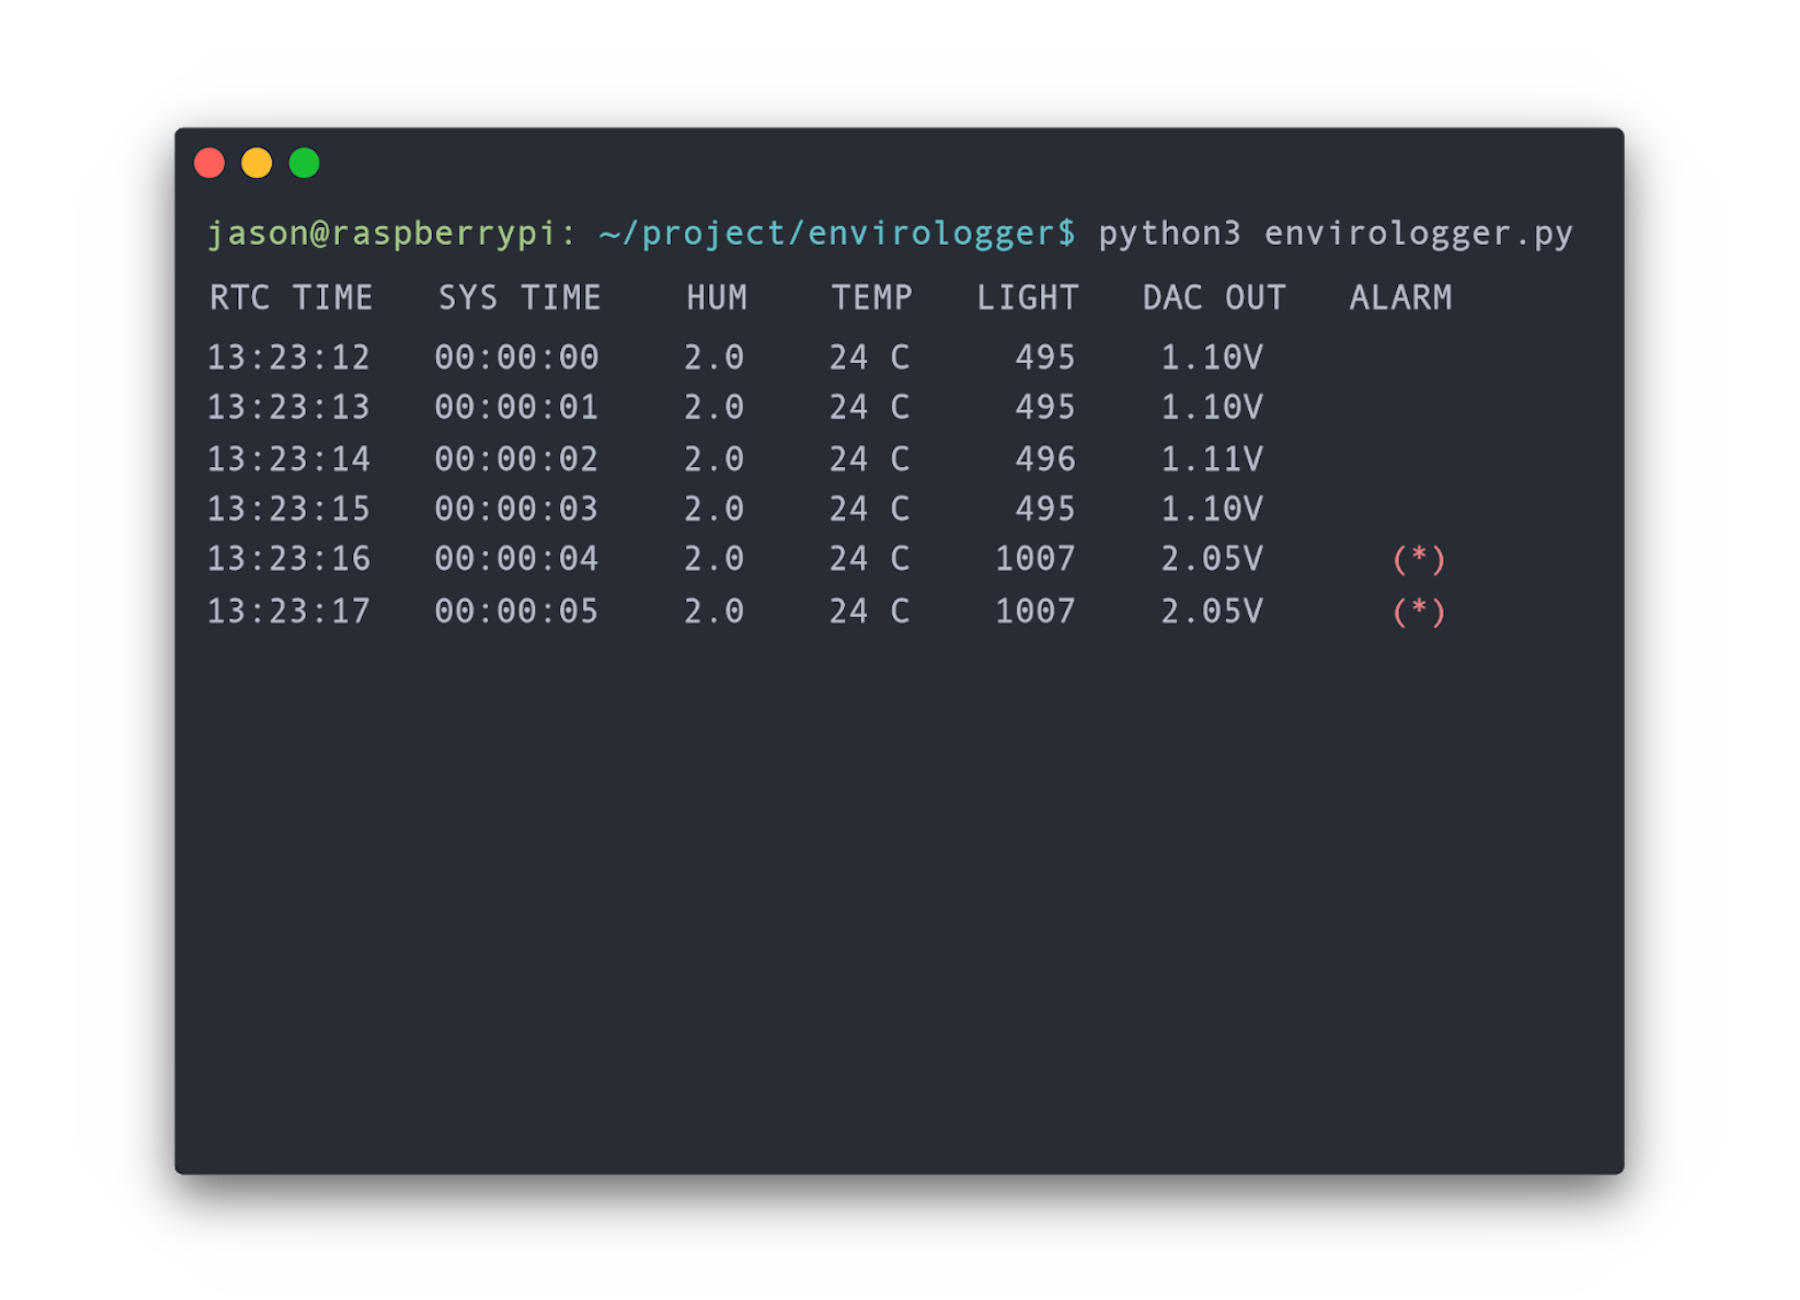 jason@raspberrypi: ~/project/envirologger$ python3 envirologger.py
RTC TIME SYS TIME HUM TEMP LIGHT DAC OUT ALARM
13:23:12 00:00:00 2.0 24 C 495 1.10V
13:23:13 00:00:01 2.0 24 C 495 1.10V
13:23:14 00:00:02 2.0 24 C 496 1.11V
13:23:15 00:00:03 2.0 24 C 495 1.10V
13:23:16 00:00:04 2.0 24 C 1007 2.05V (*)
13:23:17 00:00:05 2.0 24 C 1007 2.05V (*)